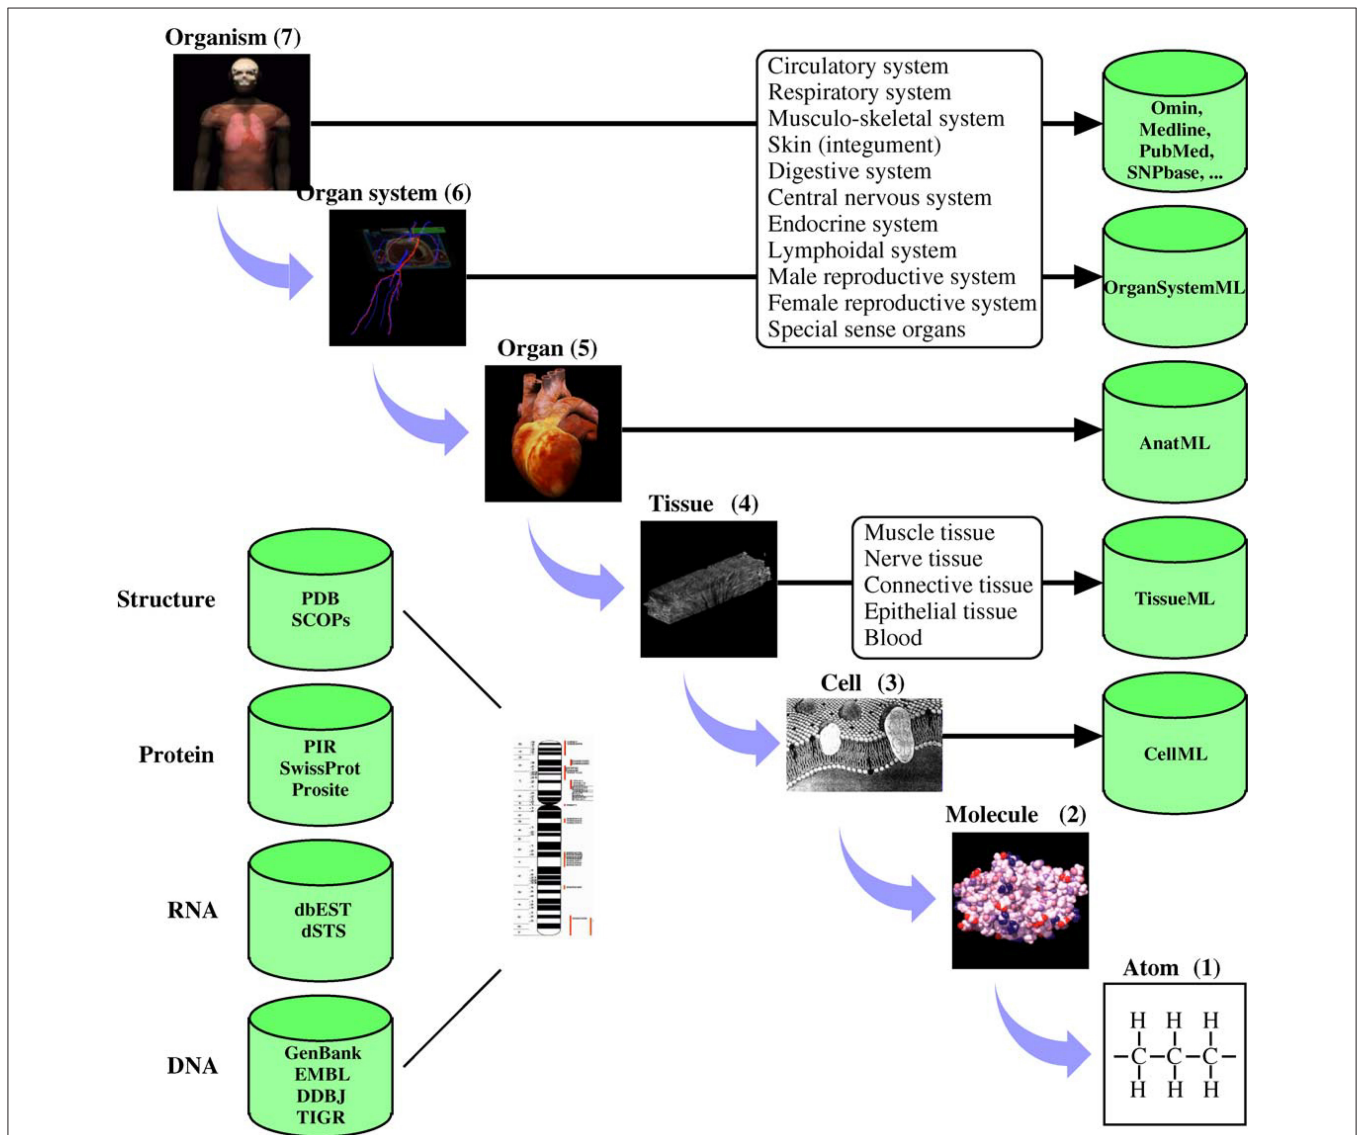 Organism (7)
Circulatory system
Respiratory system
Musculo-skeletal system
Skin (integument)
Digestive system
Central nervous system
Endocrine system
Lymphoidal system
Male reproductive system
Female reproductive system
Special sense organs
Omin,
Medline,
PubMed,
SNPbase, ...
Organ system (6)
OrganSystemML
Organ (5)
AnatML
Tissue (4)
Muscle tissue
Nerve tissue
Connective tissue
Epithelial tissue
Blood
TissueML
Cell (3)
CellML
Molecule (2)
Atom (1)
H H H
C C C
H H H
Structure
PDB
SCOPs
Protein
PIR
SwissProt
Prosite
RNA
dbEST
dSTS
DNA
GenBank
EMBL
DDBJ
TIGR